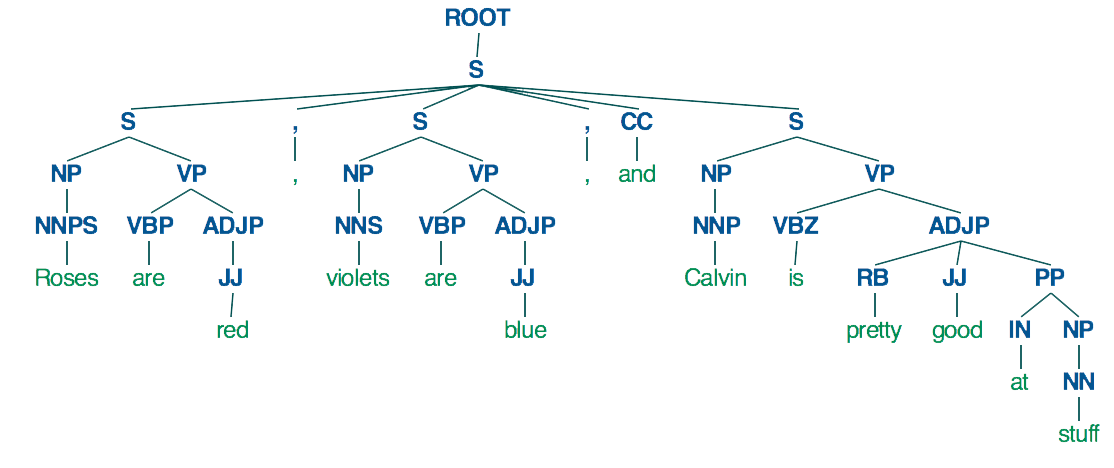 ROOT
S
S , S , CC S
NP VP , NP VP , and NP VP
NNPS VBP ADJP NNS VBP ADJP NNP VBZ ADJP
Roses are JJ violets are JJ Calvin is RB JJ PP
red blue pretty good IN NP
at NN
stuff